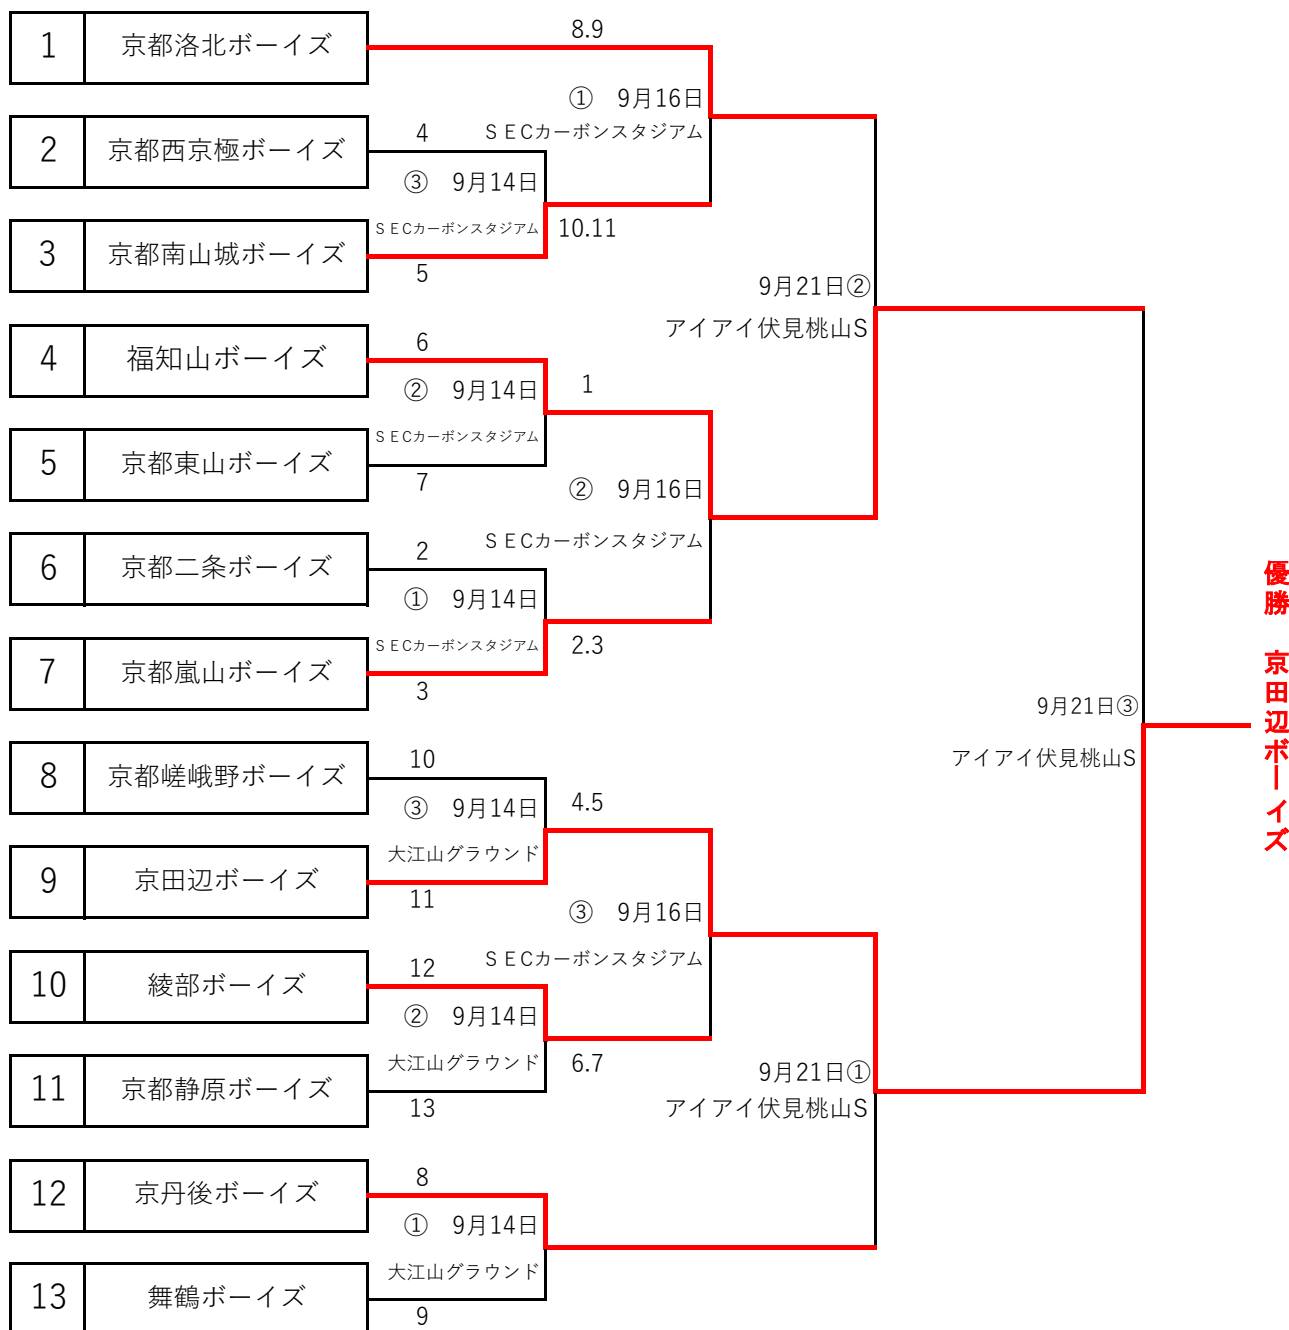 1 京都洛北ボーイズ
8.9
① 9月16日
ＳＥＣカーボンスタジアム
2 京都西京極ボーイズ
4
③ 9月14日
ＳＥＣカーボンスタジアム
10.11
3 京都南山城ボーイズ
5
9月21日②
アイアイ伏見桃山S
4 福知山ボーイズ
6
② 9月14日
1
ＳＥＣカーボンスタジアム
5 京都東山ボーイズ
7
② 9月16日
ＳＥＣカーボンスタジアム
6 京都二条ボーイズ
2
① 9月14日
ＳＥＣカーボンスタジアム
2.3
7 京都嵐山ボーイズ
3
優勝 京田辺ボーイズ
9月21日③
アイアイ伏見桃山S
8 京都嵯峨野ボーイズ
10
③ 9月14日
4.5
大江山グラウンド
9 京田辺ボーイズ
11
③ 9月16日
ＳＥＣカーボンスタジアム
10 綾部ボーイズ
12
② 9月14日
大江山グラウンド
6.7
11 京都静原ボーイズ
13
9月21日①
アイアイ伏見桃山S
12 京丹後ボーイズ
8
① 9月14日
大江山グラウンド
13 舞鶴ボーイズ
9